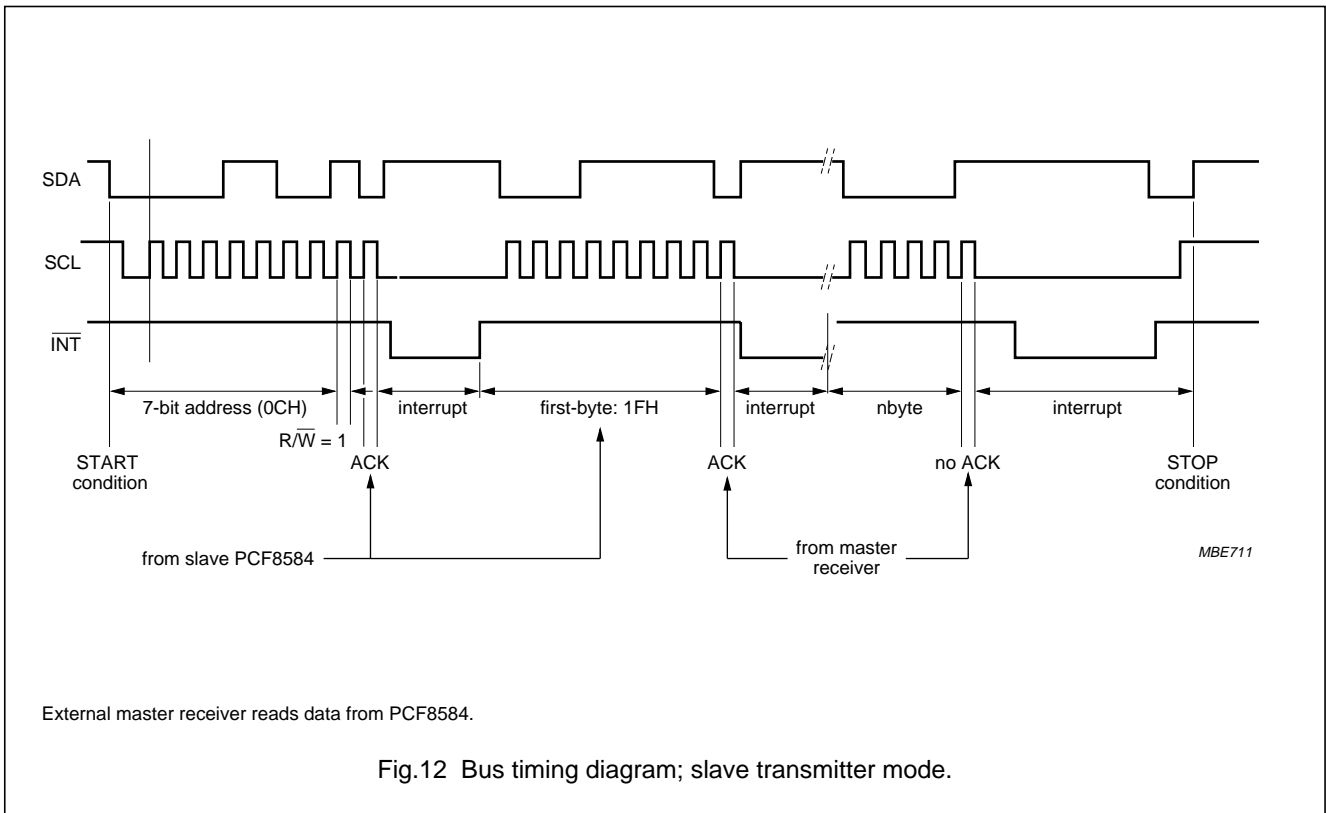 SDA
SCL
INT
7-bit address (0CH)
interrupt
first-byte: 1FH
interrupt
nbyte
interrupt
R/W = 1
START
condition
ACK
ACK
no ACK
STOP
condition
from slave PCF8584
from master
receiver
MBE711
External master receiver reads data from PCF8584.
Fig.12 Bus timing diagram; slave transmitter mode.